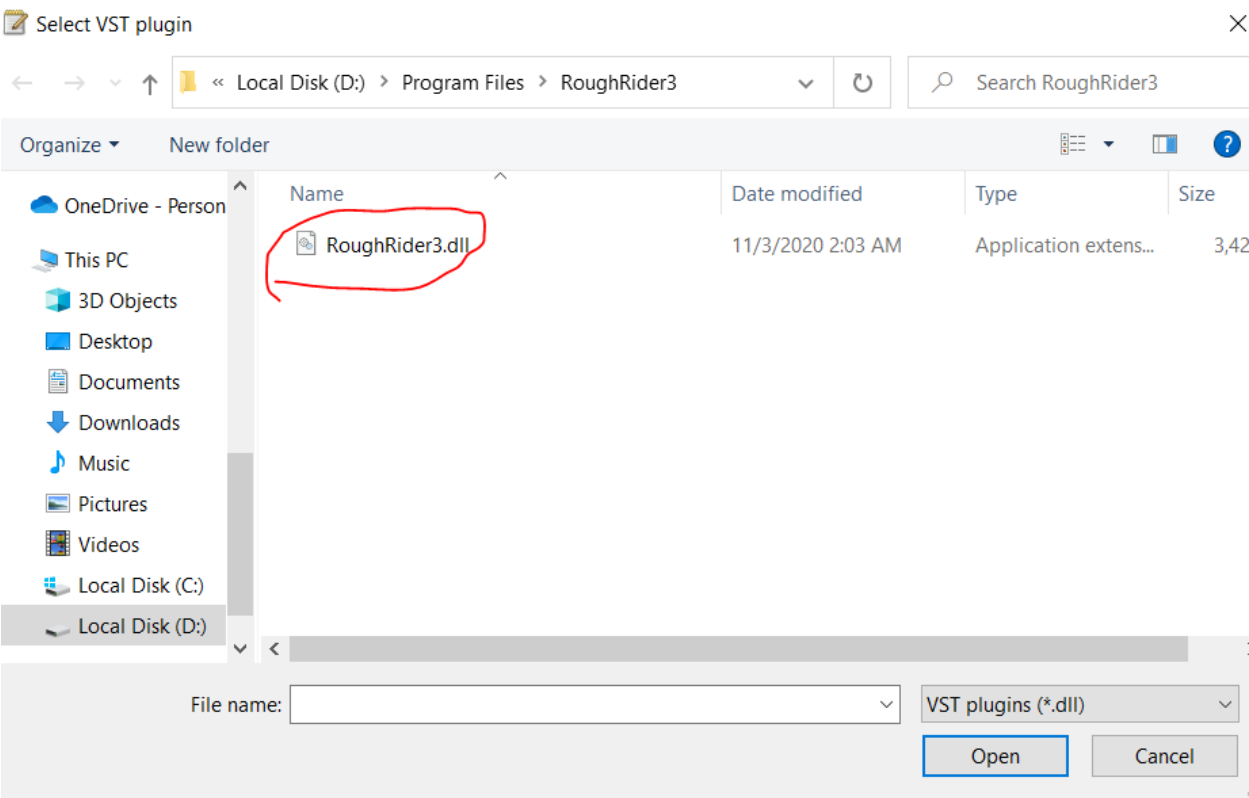 Select VST plugin
« Local Disk (D:) > Program Files > RoughRider3
Search RoughRider3
Organize
New folder
?
Name
Date modified
Type
Size
RoughRider3.dll
11/3/2020 2:03 AM
Application extens...
3,42
OneDrive - Person
This PC
3D Objects
Desktop
Documents
Downloads
Music
Pictures
Videos
Local Disk (C:)
Local Disk (D:)
File name:
VST plugins (*.dll)
Open
Cancel